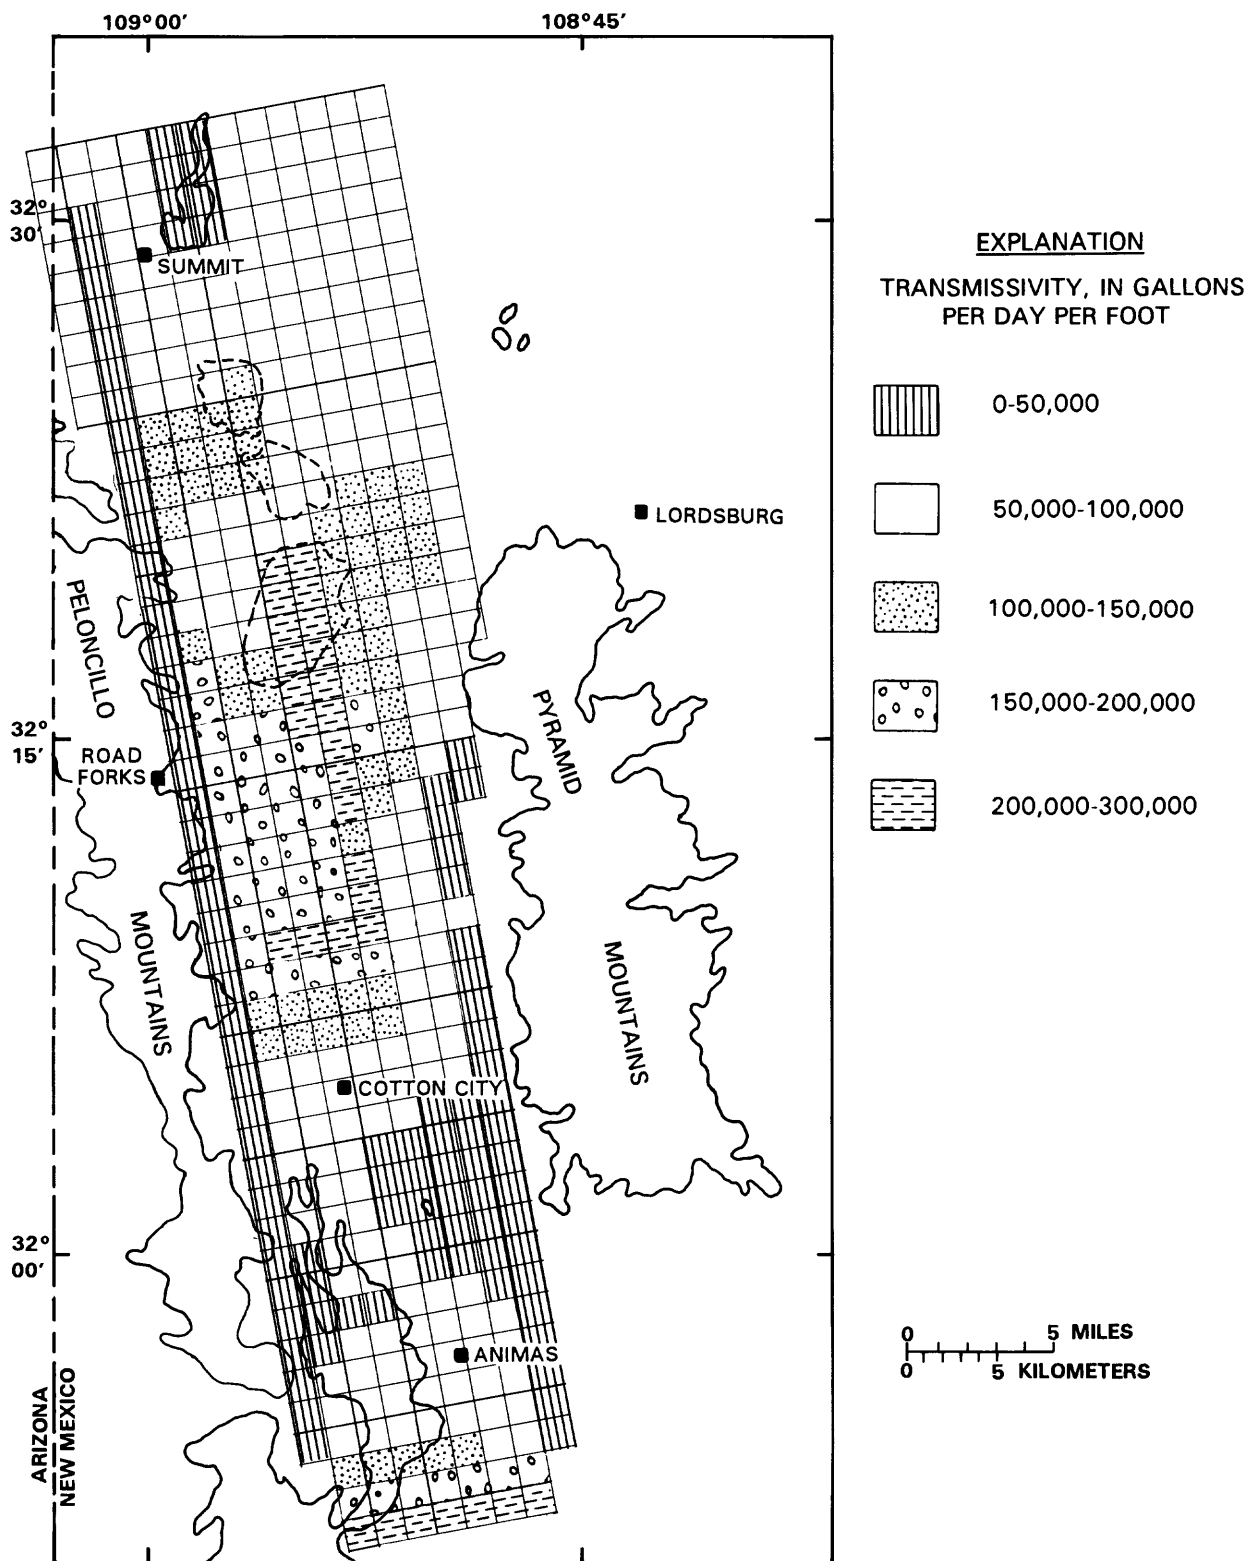 109°00′
108°45′
32°
30′
SUMMIT
EXPLANATION
TRANSMISSIVITY, IN GALLONS
PER DAY PER FOOT
0-50,000
50,000-100,000
100,000-150,000
150,000-200,000
200,000-300,000
LORDSBURG
PELONCILLO
MOUNTAINS
PYRAMID
MOUNTAINS
32°
15′
ROAD
FORKS
COTTON CITY
32°
00′
ANIMAS
0 5 MILES
0 5 KILOMETERS
ARIZONA
NEW MEXICO